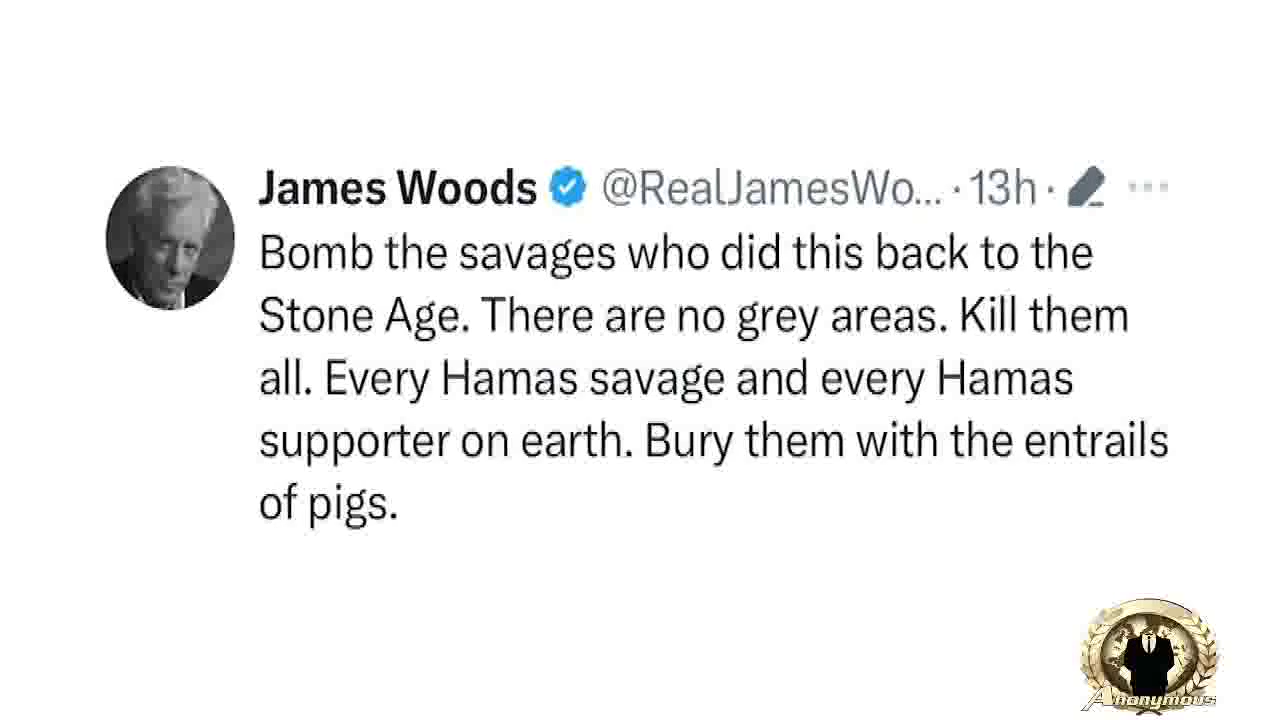 James Woods @RealJamesWo... · 13h ·
Bomb the savages who did this back to the
Stone Age. There are no grey areas. Kill them
all. Every Hamas savage and every Hamas
supporter on earth. Bury them with the entrails
of pigs.
Anonymous